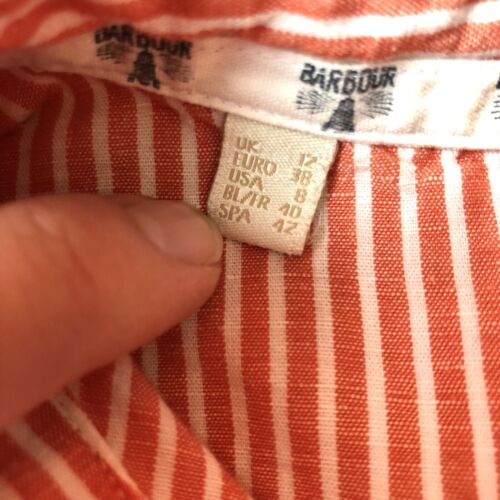 BARBOUR BARBOUR
UK 12
EURO 38
USA 8
BL/FR 40
SPA 42